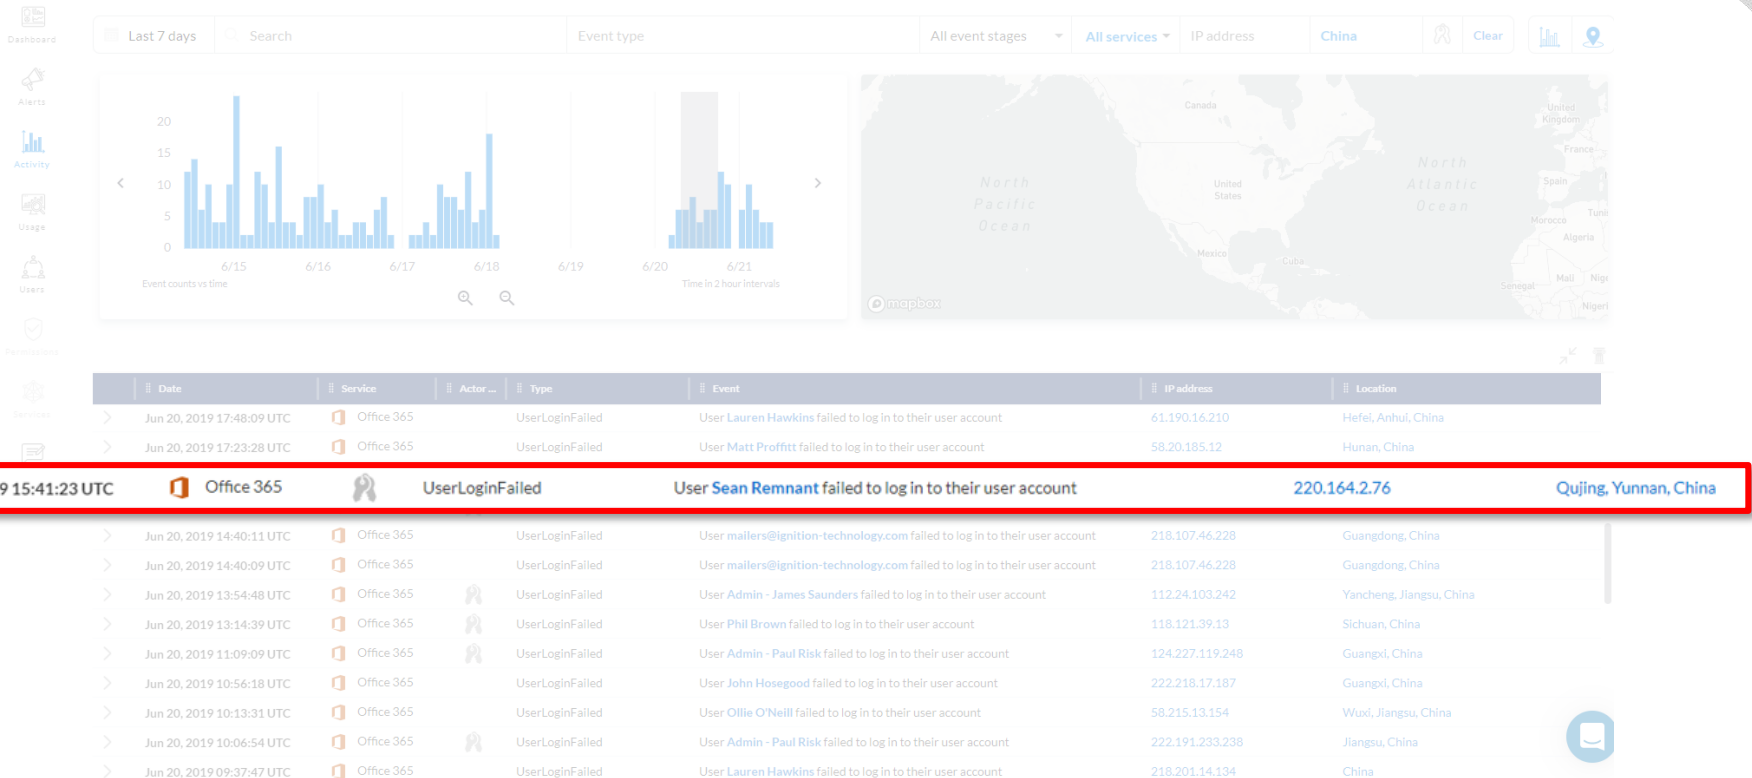 Dashboard
Alerts
Activity
Usage
Users
Permissions
Services
Last 7 days Search Event type All event stages All services IP address China Clear
20
15
10
5
0
6/15 6/16 6/17 6/18 6/19 6/20 6/21
Event counts vs time Time in 2 hour intervals
Canada
United
Kingdom
France
North
Atlantic
Ocean
Spain
North
Pacific
Ocean
United
States
Morocco
Algeria
Mexico
Cuba
Mali
Senegal
mapbox
Date Service Actor ... Type Event IP address Location
Jun 20, 2019 17:48:09 UTC Office 365 UserLoginFailed User Lauren Hawkins failed to log in to their user account 61.190.16.210 Hefei, Anhui, China
Jun 20, 2019 17:23:28 UTC Office 365 UserLoginFailed User Matt Proffitt failed to log in to their user account 58.20.185.12 Hunan, China
9 15:41:23 UTC Office 365 UserLoginFailed User Sean Remnant failed to log in to their user account 220.164.2.76 Qujing, Yunnan, China
Jun 20, 2019 14:40:11 UTC Office 365 UserLoginFailed User mailers@ignition-technology.com failed to log in to their user account 218.107.46.228 Guangdong, China
Jun 20, 2019 14:40:09 UTC Office 365 UserLoginFailed User mailers@ignition-technology.com failed to log in to their user account 218.107.46.228 Guangdong, China
Jun 20, 2019 13:54:48 UTC Office 365 UserLoginFailed User Admin - James Saunders failed to log in to their user account 112.24.103.242 Yancheng, Jiangsu, China
Jun 20, 2019 13:14:39 UTC Office 365 UserLoginFailed User Phil Brown failed to log in to their user account 118.121.39.13 Sichuan, China
Jun 20, 2019 11:09:09 UTC Office 365 UserLoginFailed User Admin - Paul Risk failed to log in to their user account 124.227.119.248 Guangxi, China
Jun 20, 2019 10:56:18 UTC Office 365 UserLoginFailed User John Hosegood failed to log in to their user account 222.218.17.187 Guangxi, China
Jun 20, 2019 10:13:31 UTC Office 365 UserLoginFailed User Ollie O'Neill failed to log in to their user account 58.215.13.154 Wuxi, Jiangsu, China
Jun 20, 2019 10:06:54 UTC Office 365 UserLoginFailed User Admin - Paul Risk failed to log in to their user account 222.191.233.238 Jiangsu, China
Jun 20, 2019 09:37:47 UTC Office 365 UserLoginFailed User Lauren Hawkins failed to log in to their user account 218.201.14.134 China